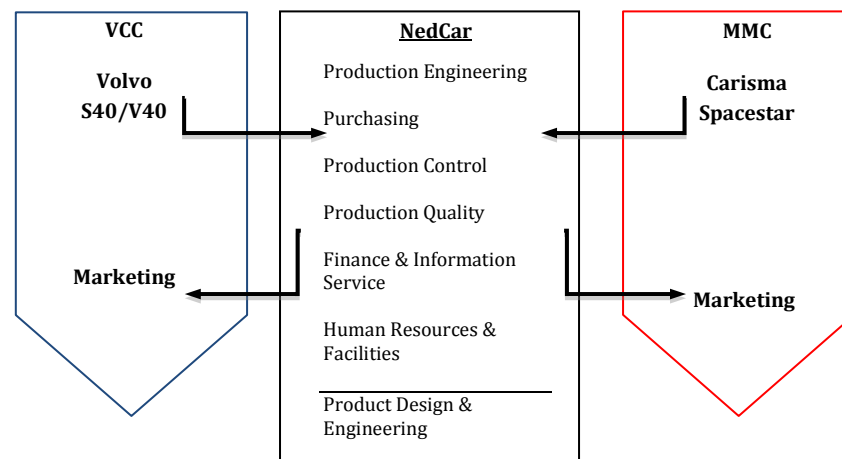 VCC
Volvo
S40/V40
Marketing
NedCar
Production Engineering
Purchasing
Production Control
Production Quality
Finance & Information
Service
Human Resources &
Facilities
Product Design &
Engineering
MMC
Carisma
Spacestar
Marketing